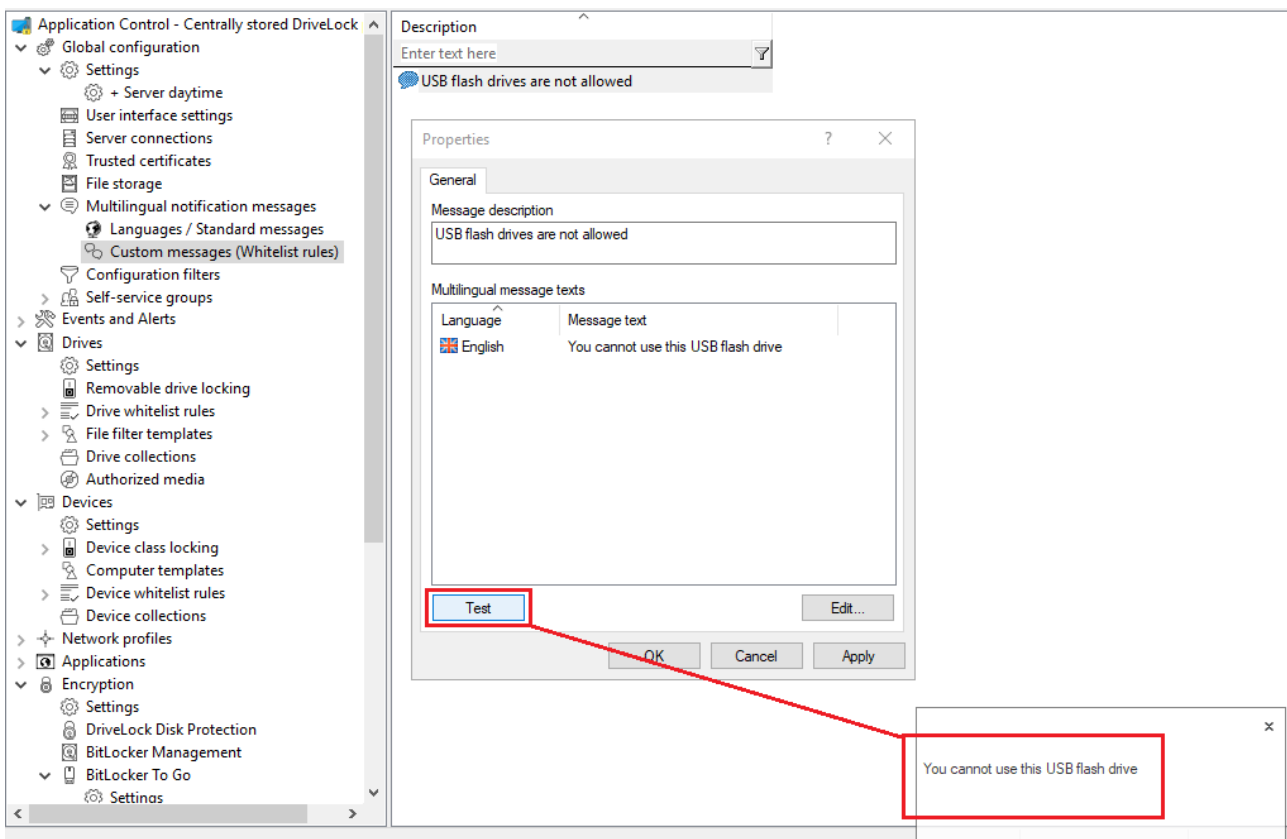 Application Control - Centrally stored DriveLock
Global configuration
Settings
+ Server daytime
User interface settings
Server connections
Trusted certificates
File storage
Multilingual notification messages
Languages / Standard messages
Custom messages (Whitelist rules)
Configuration filters
Self-service groups
Events and Alerts
Drives
Settings
Removable drive locking
Drive whitelist rules
File filter templates
Drive collections
Authorized media
Devices
Settings
Device class locking
Computer templates
Device whitelist rules
Device collections
Network profiles
Applications
Encryption
Settings
DriveLock Disk Protection
BitLocker Management
BitLocker To Go
Settings
Description
Enter text here
USB flash drives are not allowed
Properties ?
General
Message description
USB flash drives are not allowed
Multilingual message texts
Language Message text
English You cannot use this USB flash drive
Test Edit...
OK Cancel Apply
You cannot use this USB flash drive